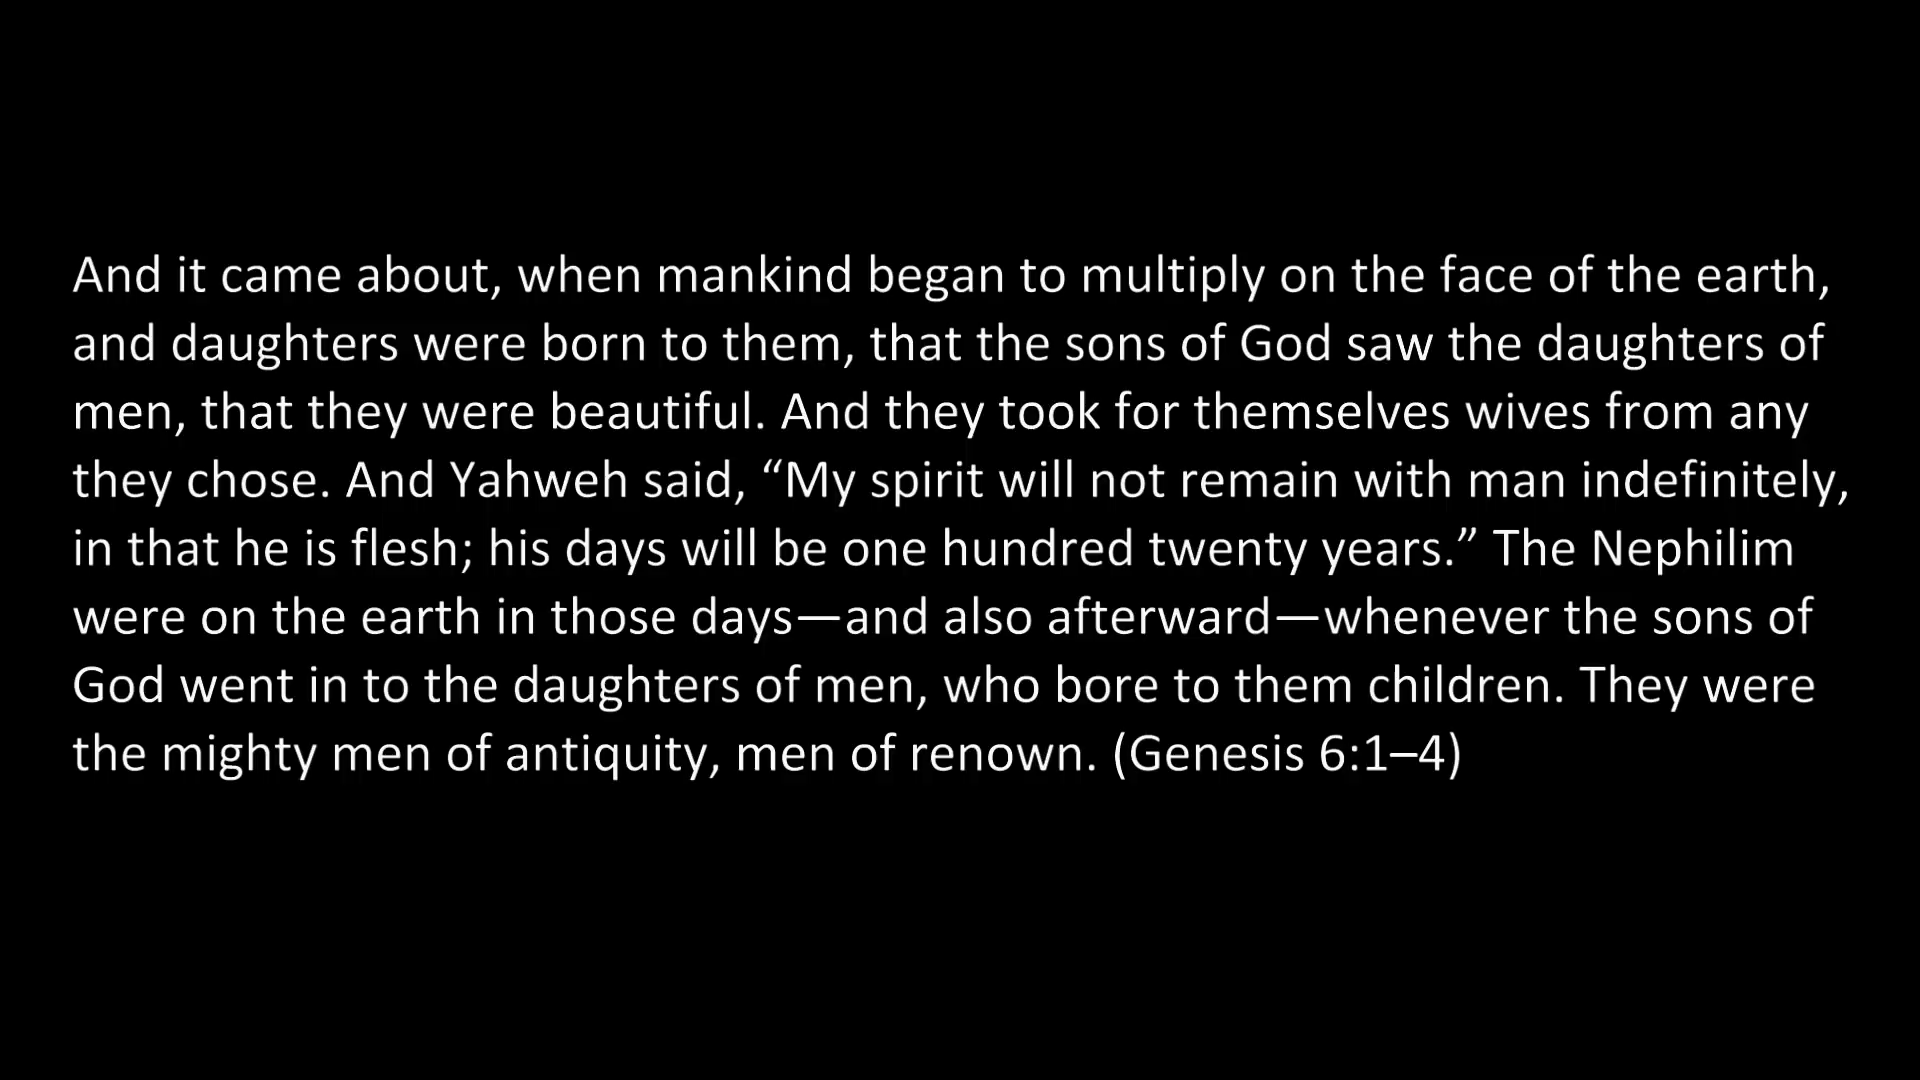 And it came about, when mankind began to multiply on the face of the earth,
and daughters were born to them, that the sons of God saw the daughters of
men, that they were beautiful. And they took for themselves wives from any
they chose. And Yahweh said, “My spirit will not remain with man indefinitely,
in that he is flesh; his days will be one hundred twenty years.” The Nephilim
were on the earth in those days—and also afterward—whenever the sons of
God went in to the daughters of men, who bore to them children. They were
the mighty men of antiquity, men of renown. (Genesis 6:1–4)